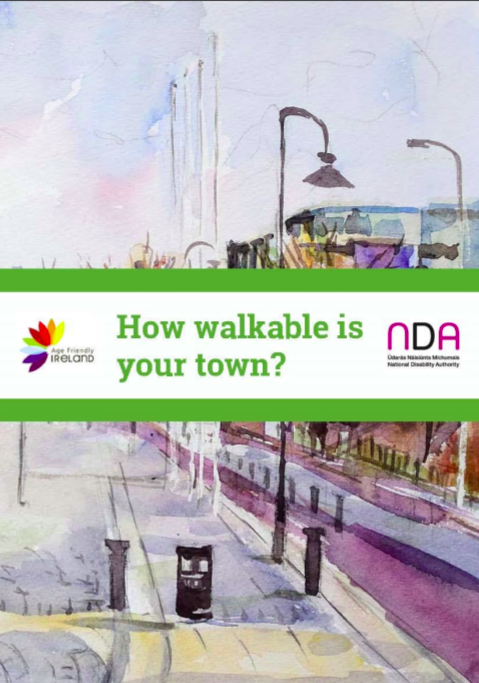 How walkable is
your town?
Age Friendly
IRELAND
NDA
Údarás Náisiúnta Míchumais
National Disability Authority